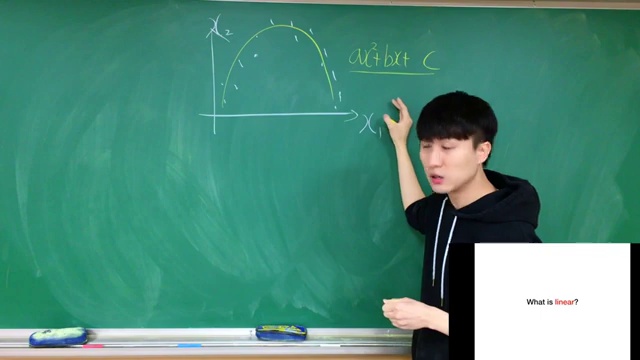 x₂
ax²+bx+ c
x₁
What is linear?